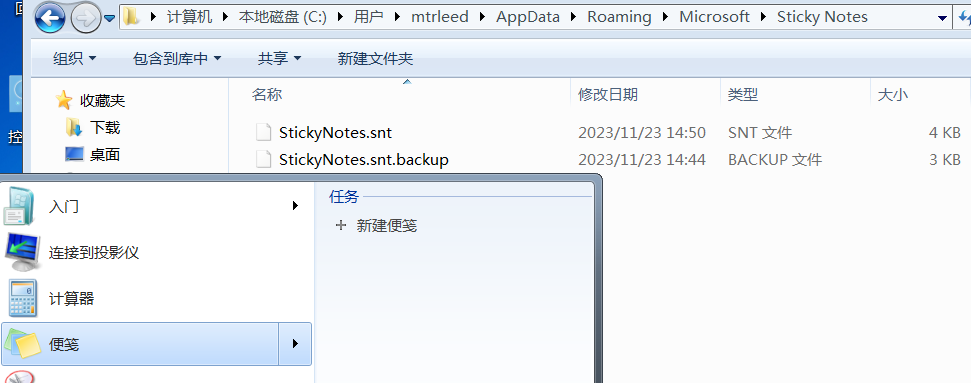 计算机 本地磁盘 (C:) 用户 mtrleed AppData Roaming Microsoft Sticky Notes
组织 包含到库中 共享 新建文件夹
收藏夹
下载
桌面
名称 修改日期 类型 大小
StickyNotes.snt 2023/11/23 14:50 SNT 文件 4 KB
StickyNotes.snt.backup 2023/11/23 14:44 BACKUP 文件 3 KB
控
入门
连接到投影仪
计算器
便笺
任务
新建便笺